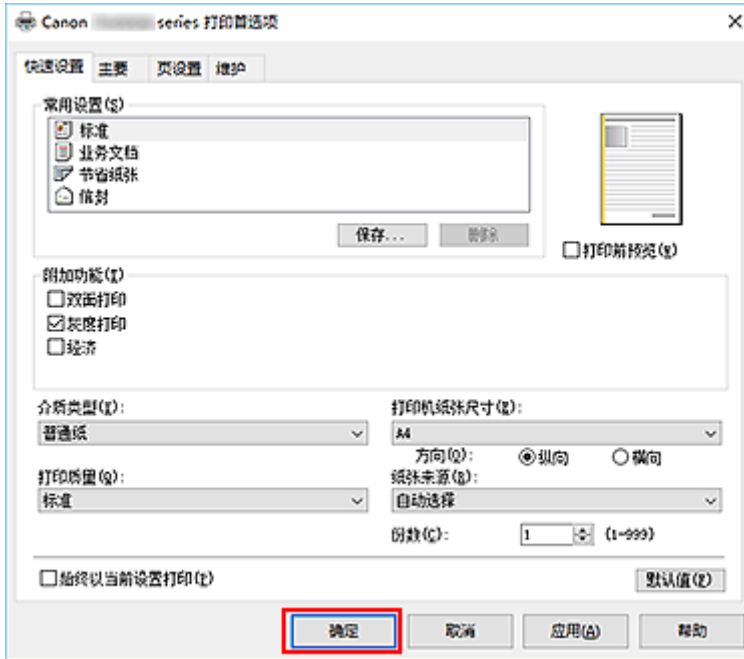 Canon series 打印首选项
快速设置 主要 页设置 维护
常用设置(S)
标准
业务文档
节省纸张
信封
保存... 删除
打印前预览(W)
附加功能(I)
双面打印
灰度打印
经济
介质类型(Y):
普通纸
打印机纸张尺寸(Z):
A4
方向(O): 纵向 横向
打印质量(Q):
标准
纸张来源(R):
自动选择
份数(C): 1 (1-999)
始终以当前设置打印(P)
默认值(F)
确定 取消 应用(A) 帮助